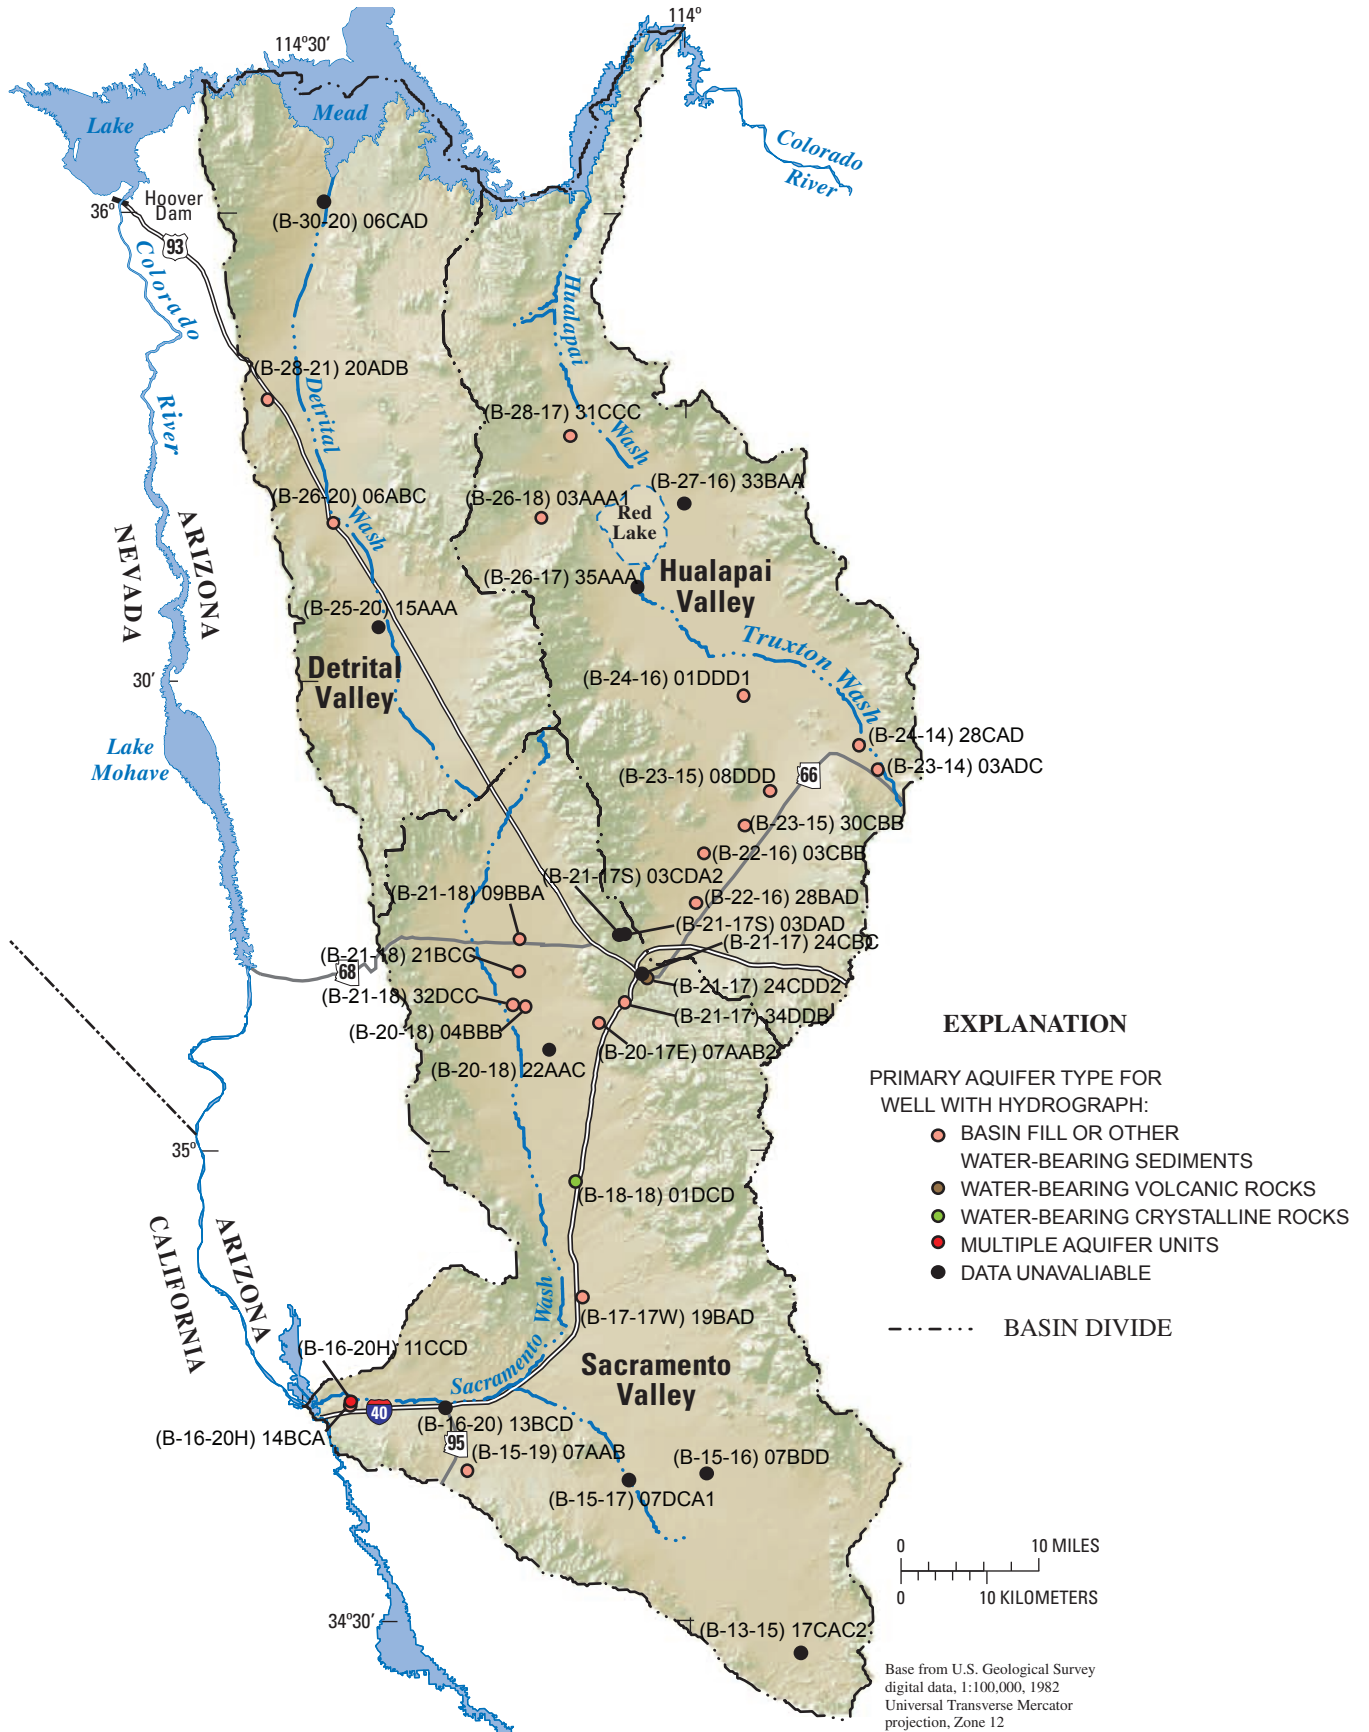 114°
114°30′
Lake
Mead
Colorado
River
Hoover
Dam
36°
93
(B-30-20) 06CAD
Colorado
River
Hualapai
Wash
(B-28-21) 20ADB
Detrital
Wash
(B-28-17) 31CCC
(B-27-16) 33BAA
(B-26-20) 06ABC
(B-26-18) 03AAA1
Red
Lake
NEVADA
ARIZONA
(B-26-17) 35AAA
Hualapai
Valley
(B-25-20) 15AAA
Truxton Wash
Detrital
Valley
30′
(B-24-16) 01DDD1
Lake
Mohave
(B-24-14) 28CAD
(B-23-14) 03ADC
(B-23-15) 08DDD
66
(B-23-15) 30CBB
(B-22-16) 03CBB
(B-21-17S) 03CDA2
(B-21-18) 09BBA
(B-22-16) 28BAD
(B-21-17S) 03DAD
(B-21-17) 24CBC
(B-21-18) 21BCC
68
(B-21-17) 24CDD2
(B-21-18) 32DCC
(B-21-17) 34DDB
(B-20-18) 04BBB
(B-20-17E) 07AAB2
(B-20-18) 22AAC
35°
(B-18-18) 01DCD
CALIFORNIA
ARIZONA
Sacramento Wash
(B-17-17W) 19BAD
(B-16-20H) 11CCD
Sacramento
Valley
40
(B-16-20) 13BCD
(B-16-20H) 14BCA
95
(B-15-19) 07AAB
(B-15-16) 07BDD
(B-15-17) 07DCA1
34°30′
(B-13-15) 17CAC2
EXPLANATION
PRIMARY AQUIFER TYPE FOR
WELL WITH HYDROGRAPH:
BASIN FILL OR OTHER
WATER-BEARING SEDIMENTS
WATER-BEARING VOLCANIC ROCKS
WATER-BEARING CRYSTALLINE ROCKS
MULTIPLE AQUIFER UNITS
DATA UNAVALIABLE
BASIN DIVIDE
0 10 MILES
0 10 KILOMETERS
Base from U.S. Geological Survey
digital data, 1:100,000, 1982
Universal Transverse Mercator
projection, Zone 12